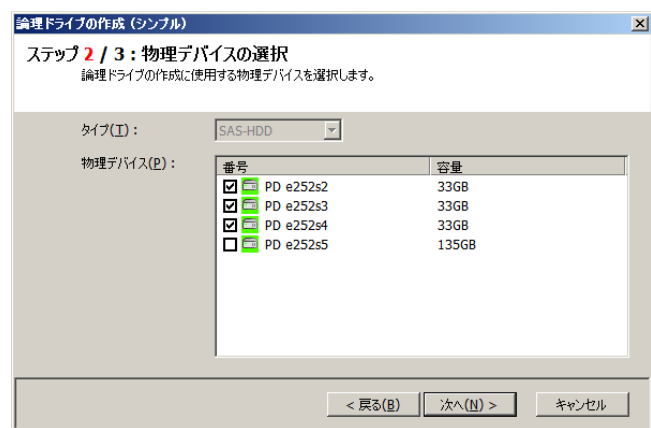 論理ドライブの作成 (シンプル)
ステップ 2 / 3 : 物理デバイスの選択
論理ドライブの作成に使用する物理デバイスを選択します。
タイプ(T) : SAS-HDD
物理デバイス(P) :
番号 容量
PD e252s2 33GB
PD e252s3 33GB
PD e252s4 33GB
PD e252s5 135GB
< 戻る(B) 次へ(N) > キャンセル